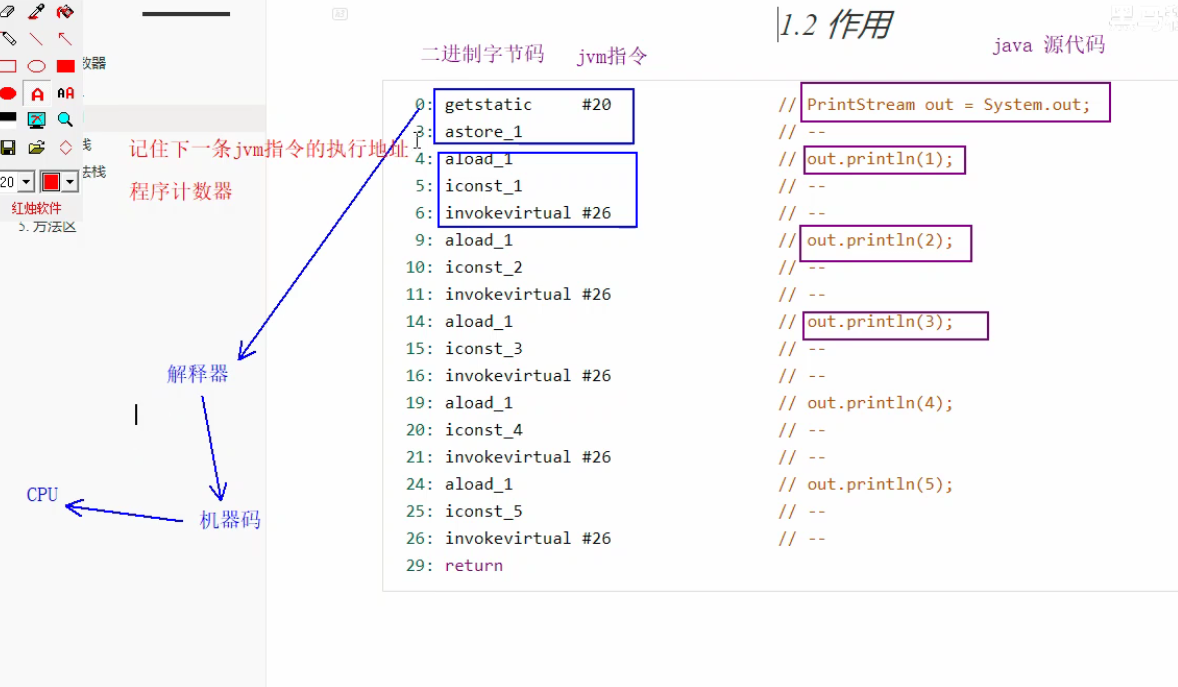 1.2 作用
二进制字节码 jvm指令 java 源代码
0: getstatic #20 // PrintStream out = System.out;
3: astore_1 // --
4: aload_1 // out.println(1);
5: iconst_1 // --
6: invokevirtual #26 // --
9: aload_1 // out.println(2);
10: iconst_2 // --
11: invokevirtual #26 // --
14: aload_1 // out.println(3);
15: iconst_3 // --
16: invokevirtual #26 // --
19: aload_1 // out.println(4);
20: iconst_4 // --
21: invokevirtual #26 // --
24: aload_1 // out.println(5);
25: iconst_5 // --
26: invokevirtual #26 // --
29: return
记住下一条jvm指令的执行地址
程序计数器
解释器
机器码
CPU
数器
栈
法栈
5. 方法区
A
AA
20
红烛软件